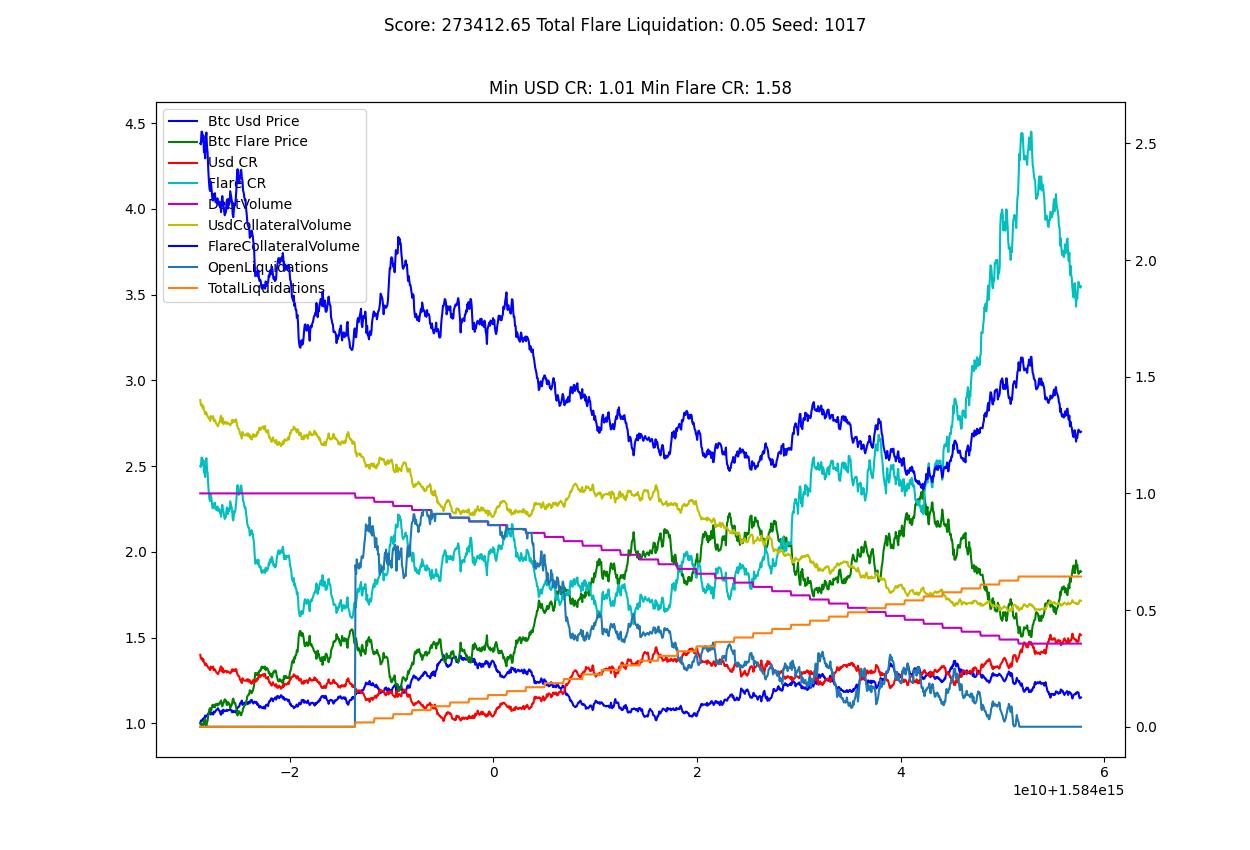 Score: 273412.65 Total Flare Liquidation: 0.05 Seed: 1017
Min USD CR: 1.01 Min Flare CR: 1.58
Btc Usd Price
Btc Flare Price
Usd CR
Flare CR
DebtVolume
UsdCollateralVolume
FlareCollateralVolume
OpenLiquidations
TotalLiquidations
4.5
4.0
3.5
3.0
2.5
2.0
1.5
1.0
2.5
2.0
1.5
1.0
0.5
0.0
−2
0
2
4
6
1e10+1.584e15